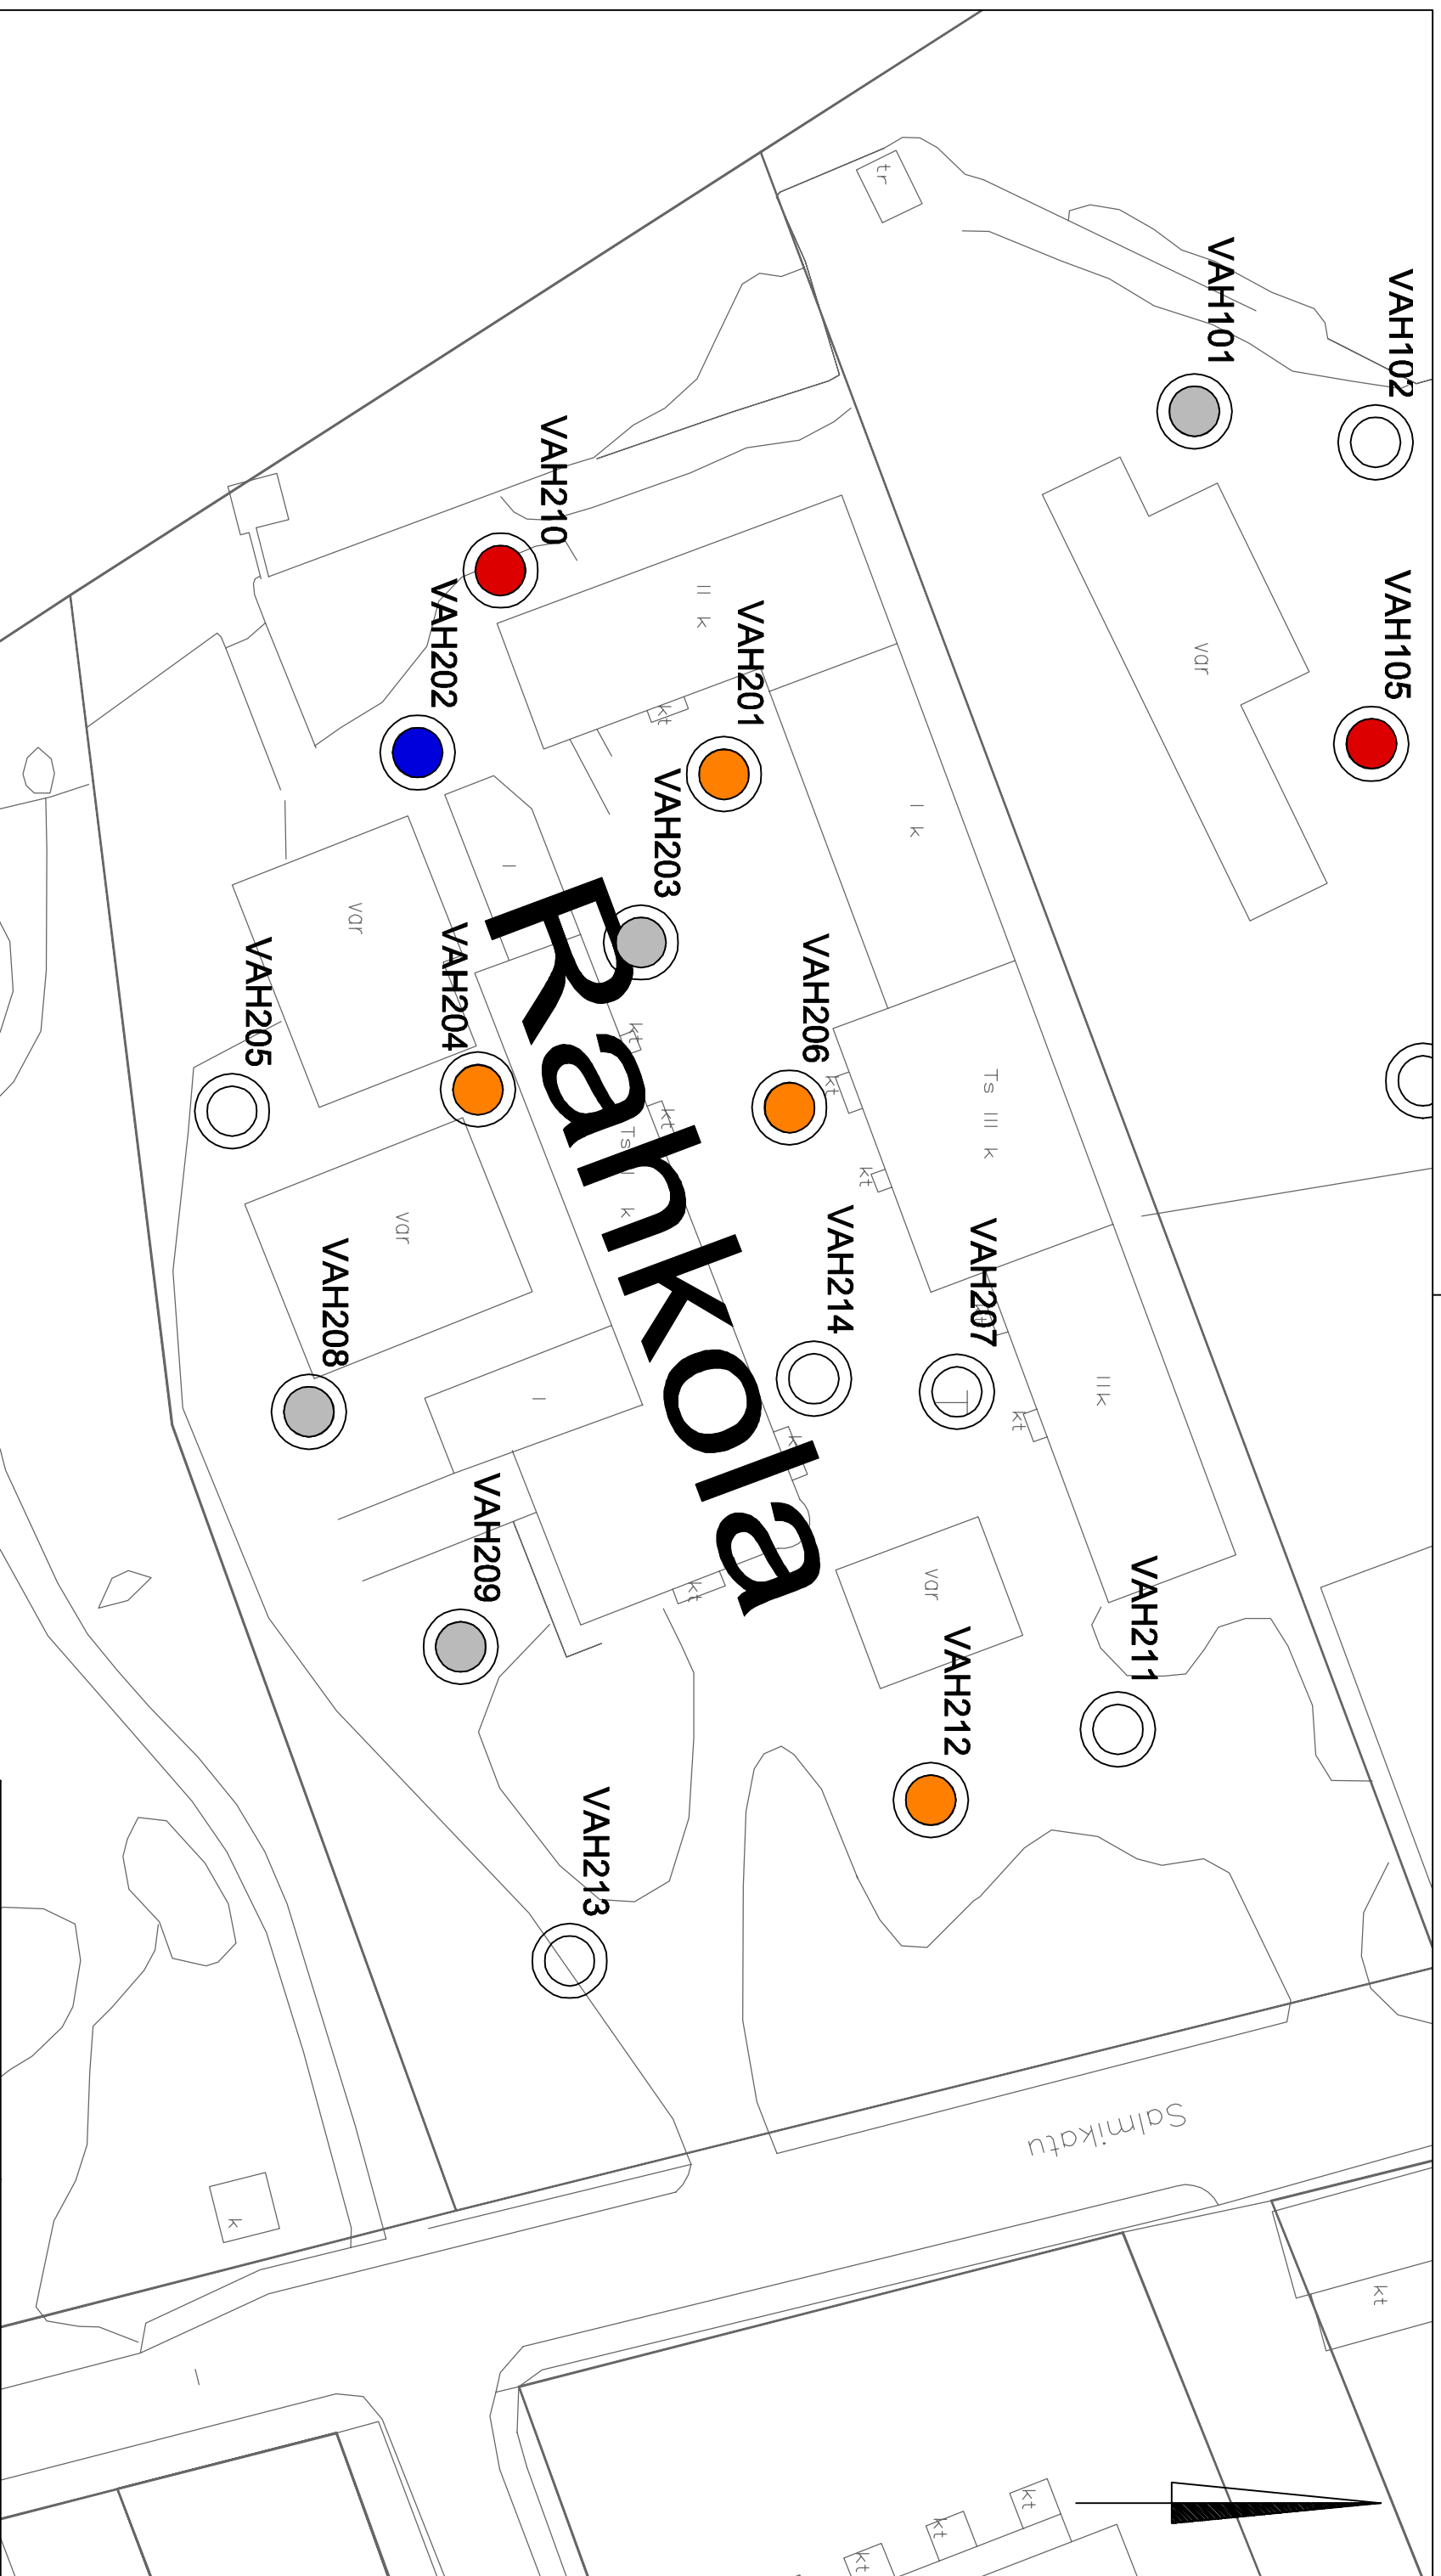 VAH102
VAH101
VAH105
tr
var
VAH210
VAH202
II k
VAH201
kt
I k
VAH203
I
var
VAH204
VAH205
VAH206
kt
kt
kt
kt
Ts III k
Rahkola
k
var
VAH208
VAH214
VAH207
kt
IIk
kt
I
VAH209
kt
var
VAH211
VAH212
VAH213
Salmikatu
k
kt
kt
kt
kt